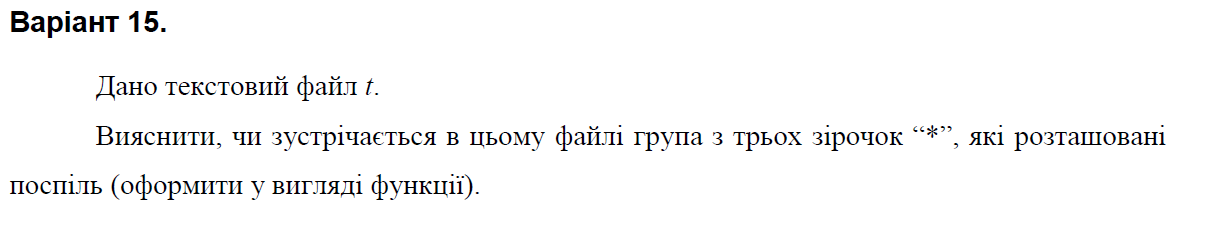 Варіант 15.
Дано текстовий файл t.
Вияснити, чи зустрічається в цьому файлі група з трьох зірочок “*”, які розташовані
поспіль (оформити у вигляді функції).